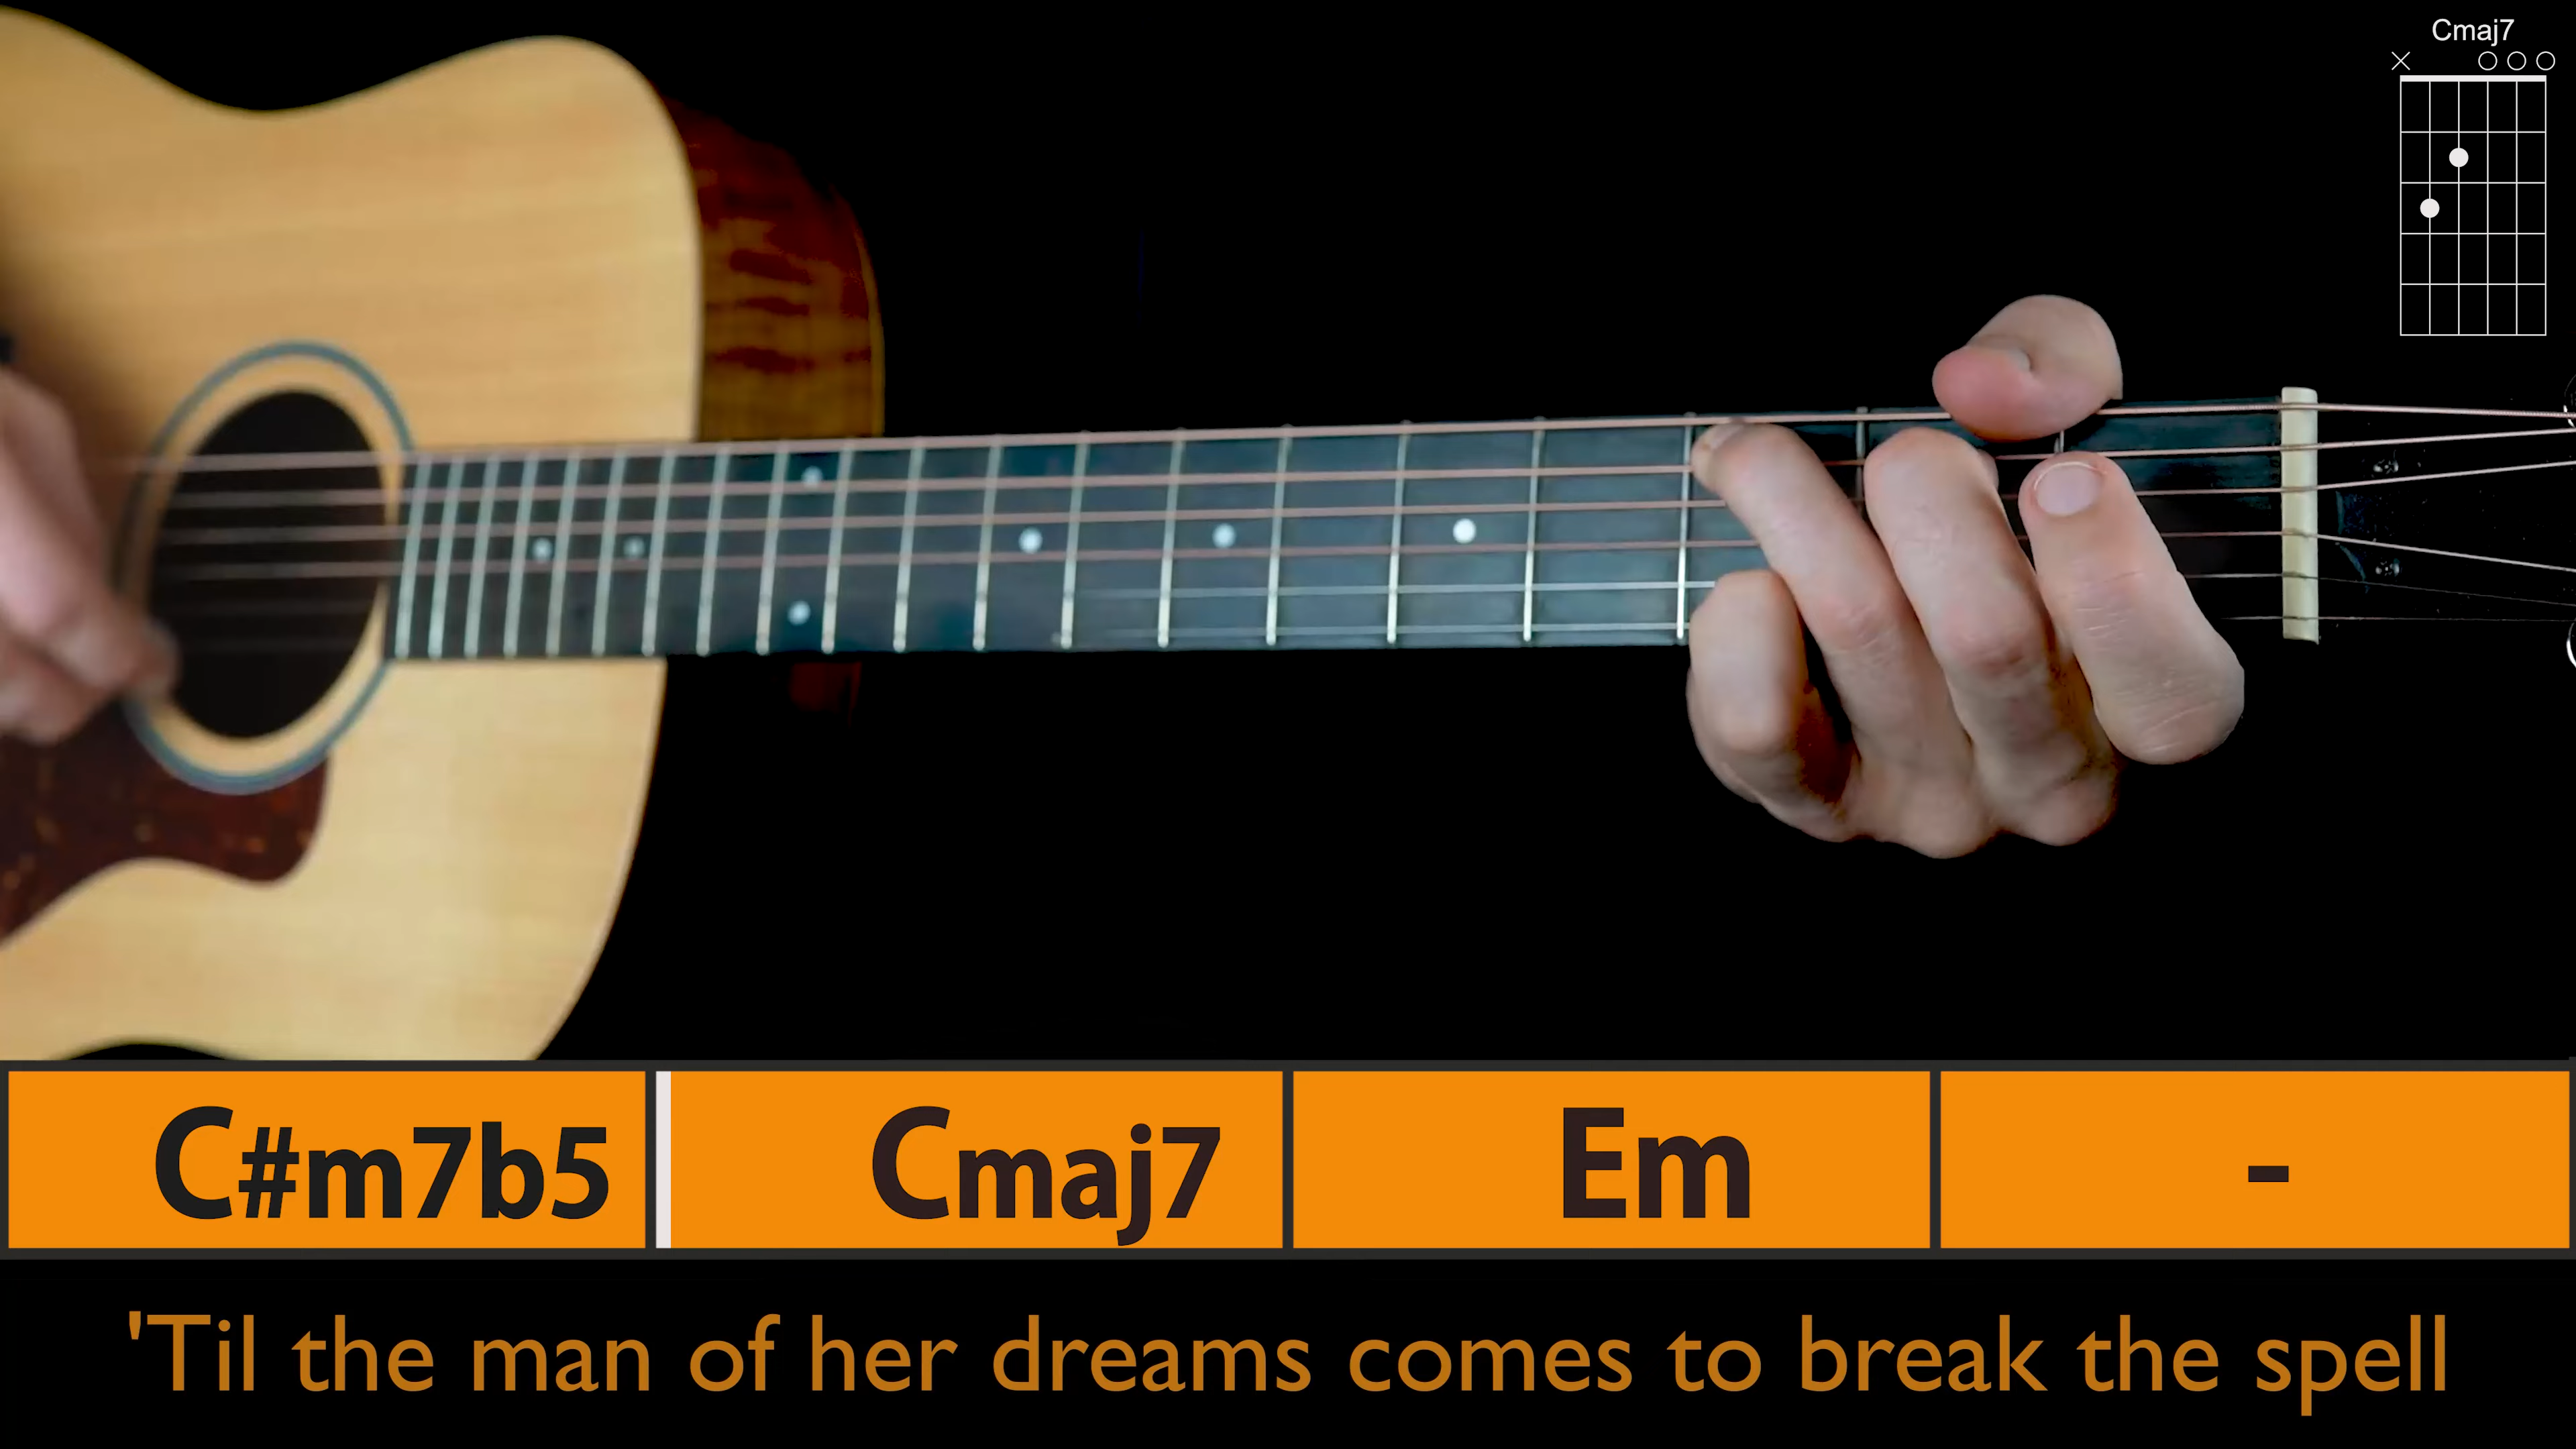 Cmaj7
C#m7b5 Cmaj7 Em -
'Til the man of her dreams comes to break the spell